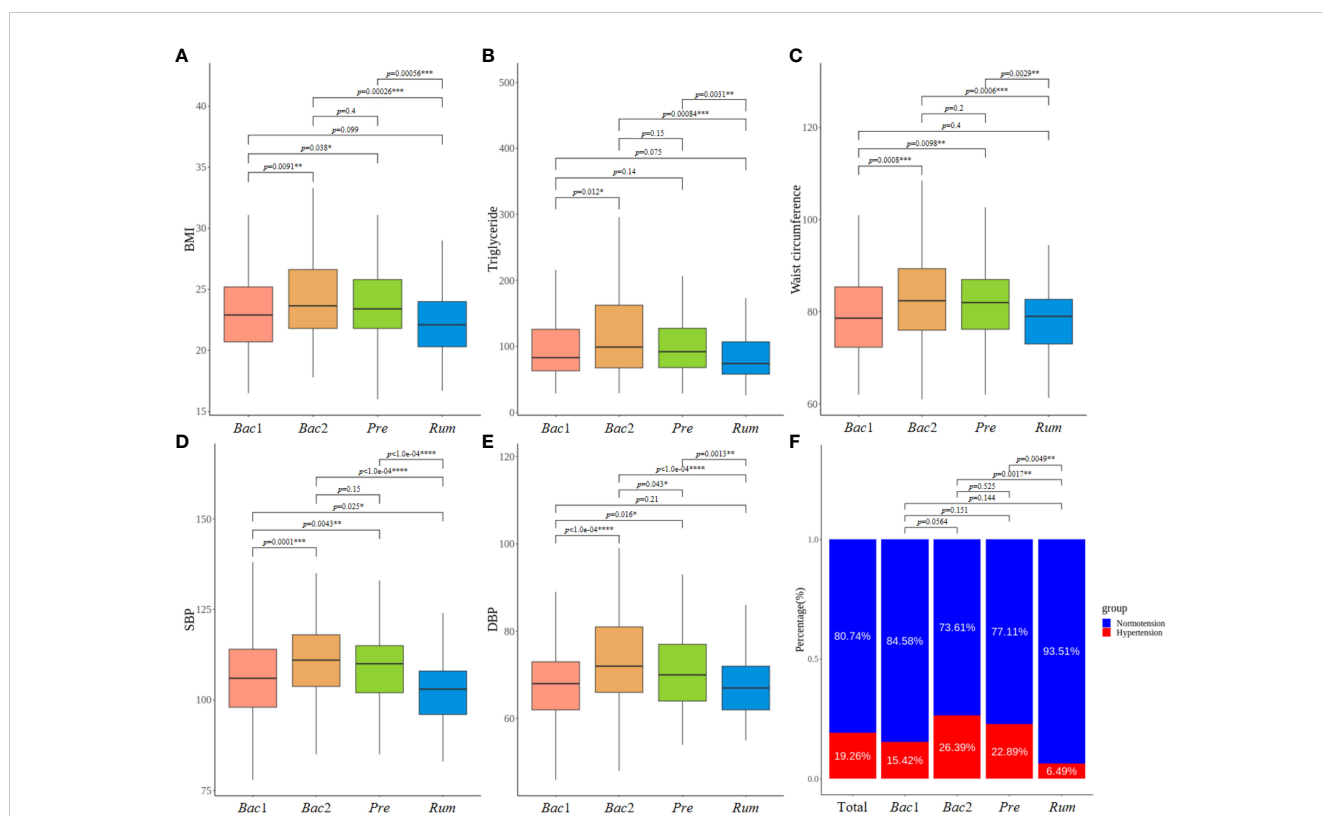 A
p=0.00056***
p=0.00026***
p=0.4
p=0.099
p=0.038*
p=0.0091**
40
35
30
25
20
15
BMI
Bac1 Bac2 Pre Rum
B
p=0.0031**
p=0.00084***
p=0.15
p=0.075
p=0.14
p=0.012*
500
400
300
200
100
0
Triglyceride
Bac1 Bac2 Pre Rum
C
p=0.0029**
p=0.0006***
p=0.2
p=0.4
p=0.0098**
p=0.0008***
120
100
80
60
Waist circumference
Bac1 Bac2 Pre Rum
D
p<1.0e-04****
p<1.0e-04****
p=0.15
p=0.025*
p=0.0043**
p=0.0001***
150
125
100
75
SBP
Bac1 Bac2 Pre Rum
E
p=0.0013**
p<1.0e-04****
p=0.043*
p=0.21
p=0.016*
p<1.0e-04****
120
100
80
60
DBP
Bac1 Bac2 Pre Rum
F
p=0.0049**
p=0.0017**
p=0.525
p=0.144
p=0.151
p=0.0564
1.0
0.5
0.0
Percentage(%)
80.74% 84.58% 73.61% 77.11% 93.51%
19.26% 15.42% 26.39% 22.89% 6.49%
Total Bac1 Bac2 Pre Rum
group
Normotension
Hypertension